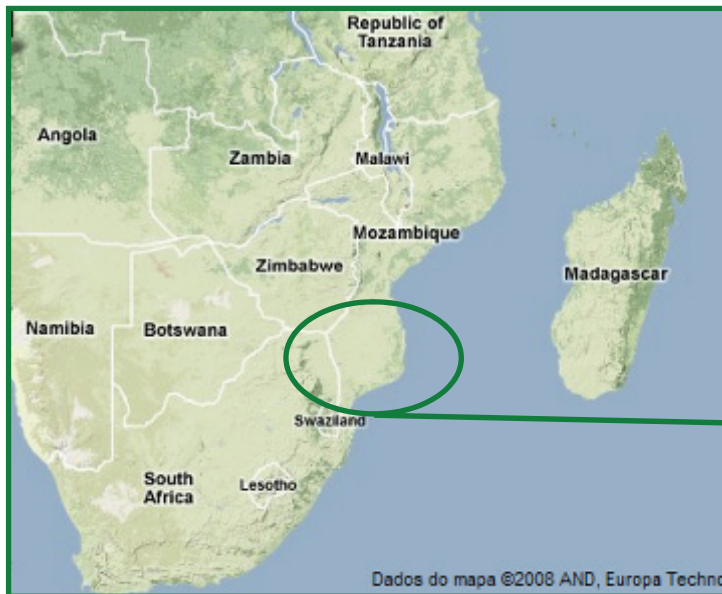 Republic of
Tanzania
Angola
Zambia
Malawi
Mozambique
Zimbabwe
Madagascar
Namibia
Botswana
Swaziland
South
Africa
Lesotho
Dados do mapa ©2008 AND, Europa Techno